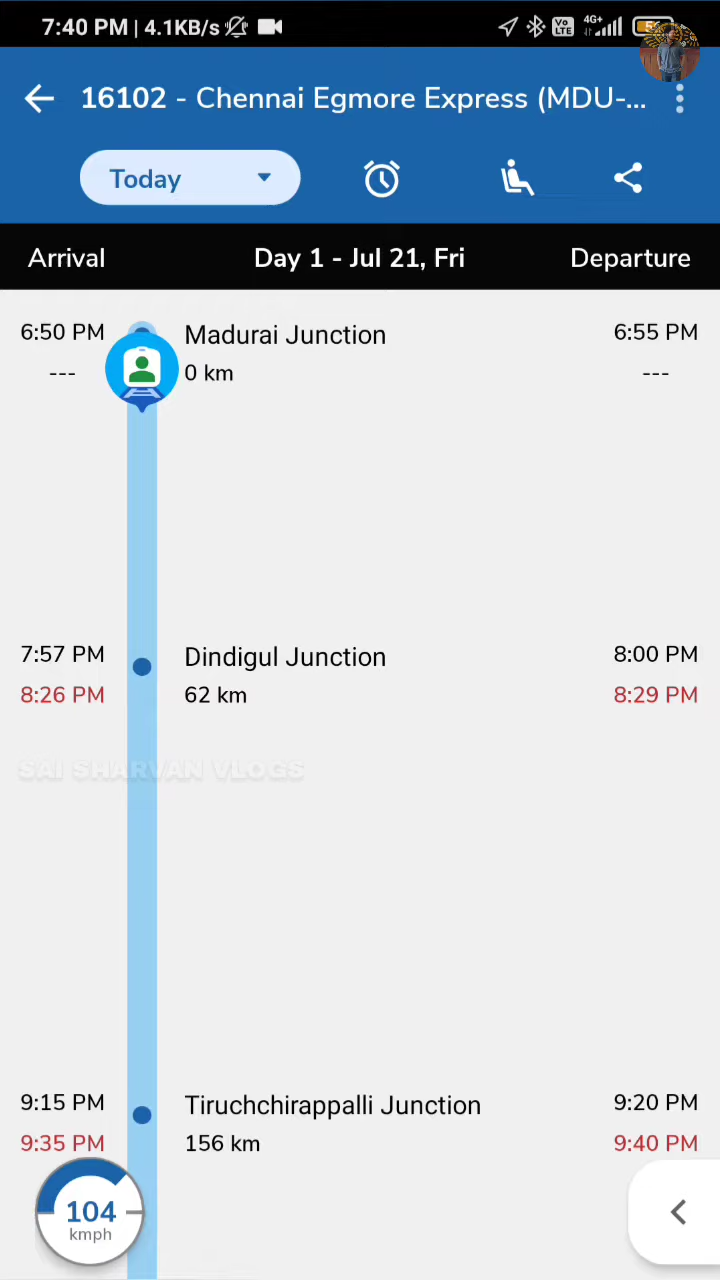 7:40 PM | 4.1KB/s
Vo LTE 4G+
16102 - Chennai Egmore Express (MDU-...
Today
Arrival Day 1 - Jul 21, Fri Departure
6:50 PM Madurai Junction 6:55 PM
--- 0 km ---
7:57 PM Dindigul Junction 8:00 PM
8:26 PM 62 km 8:29 PM
SAI SHARVAN VLOGS
9:15 PM Tiruchchirappalli Junction 9:20 PM
9:35 PM 156 km 9:40 PM
104
kmph